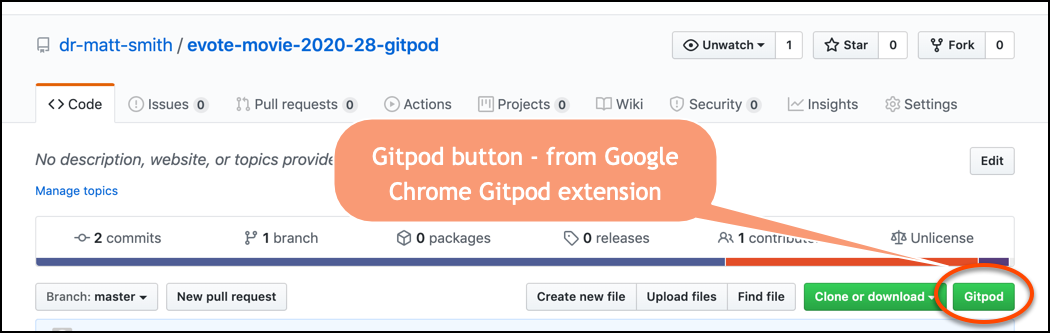 dr-matt-smith / evote-movie-2020-28-gitpod
Unwatch 1 Star 0 Fork 0
Code Issues 0 Pull requests 0 Actions Projects 0 Wiki Security 0 Insights Settings
No description, website, or topics provide
Gitpod button - from Google
Chrome Gitpod extension
Edit
Manage topics
2 commits 1 branch 0 packages 0 releases 1 contribut Unlicense
Branch: master New pull request Create new file Upload files Find file Clone or download Gitpod